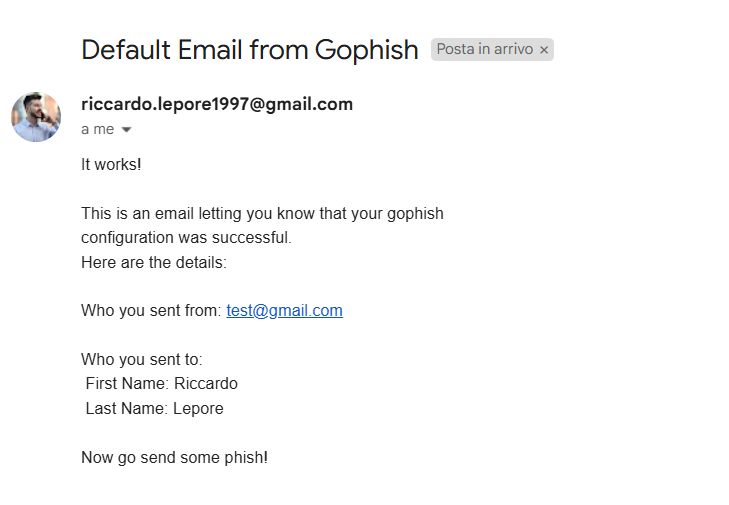 Default Email from Gophish Posta in arrivo ×
riccardo.lepore1997@gmail.com
a me
It works!
This is an email letting you know that your gophish
configuration was successful.
Here are the details:
Who you sent from: test@gmail.com
Who you sent to:
First Name: Riccardo
Last Name: Lepore
Now go send some phish!